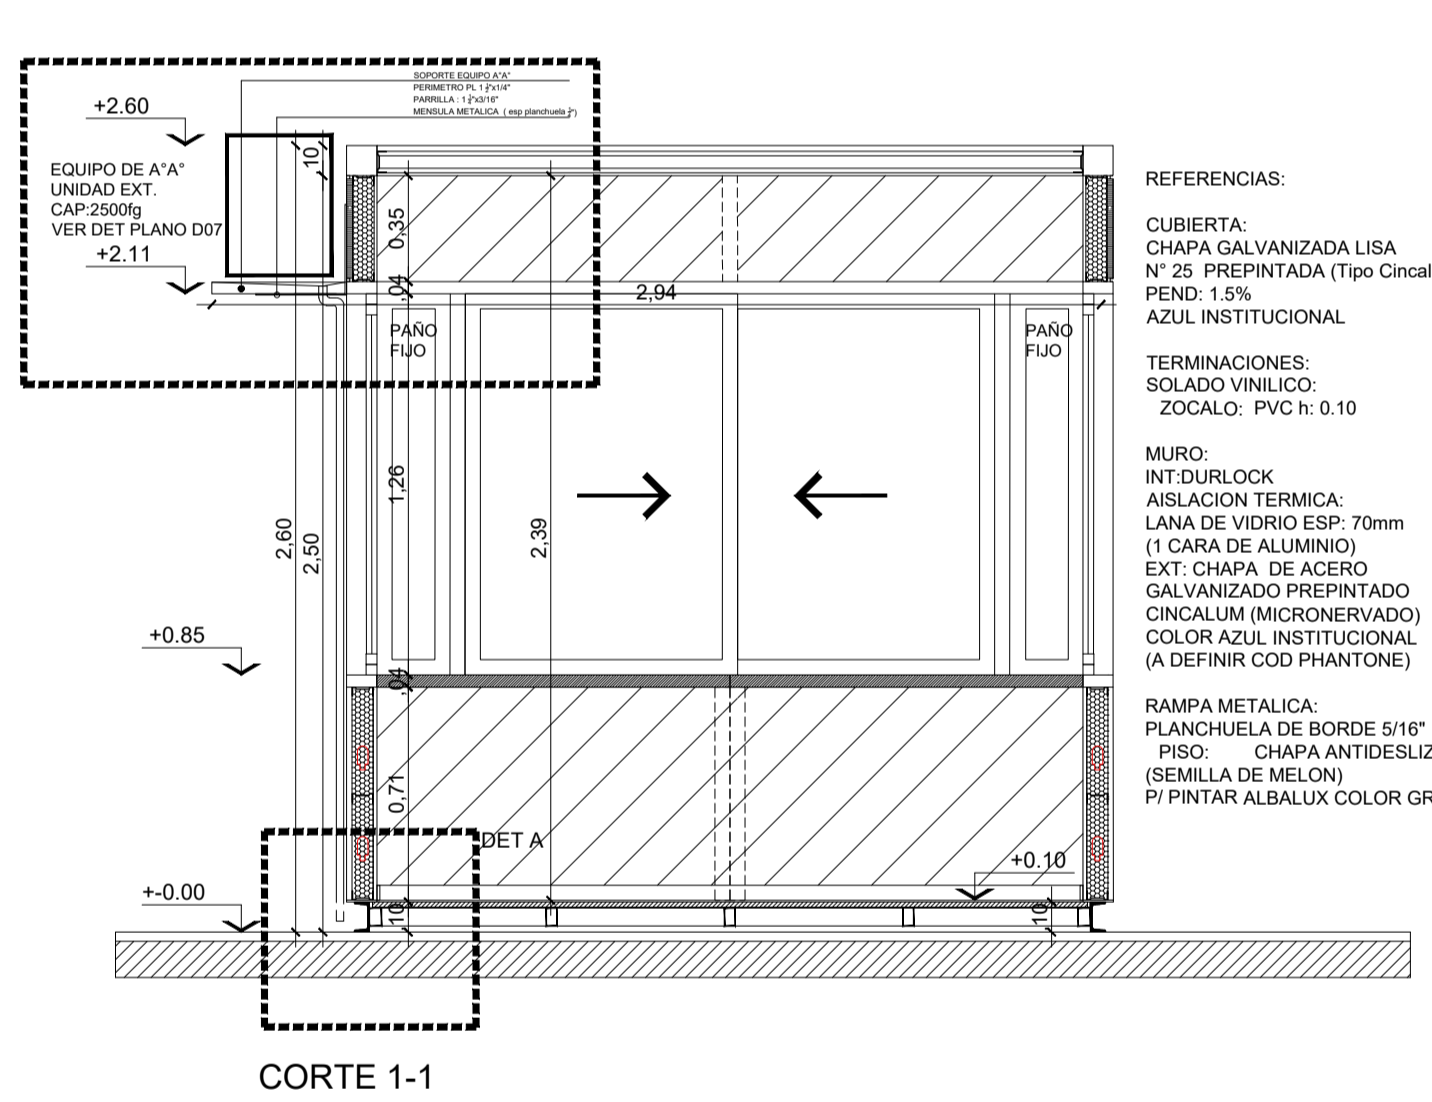 SOPORTE EQUIPO A°A°
PERIMETRO PL 1 ½"x1/4"
PARRILLA : 1 ½"x3/16"
MENSULA METALICA ( esp planchuela ½")
+2.60
EQUIPO DE A°A°
UNIDAD EXT.
CAP:2500fg
VER DET PLANO D07
+2.11
10
0,35
,04
2,94
PAÑO
FIJO
PAÑO
FIJO
1,26
2,60
2,50
2,39
+0.85
,04
0,71
DET A
+0.10
+-0.00
10
10
CORTE 1-1
REFERENCIAS:
CUBIERTA:
CHAPA GALVANIZADA LISA
N° 25 PREPINTADA (Tipo Cincal
PEND: 1.5%
AZUL INSTITUCIONAL
TERMINACIONES:
SOLADO VINILICO:
ZOCALO: PVC h: 0.10
MURO:
INT:DURLOCK
AISLACION TERMICA:
LANA DE VIDRIO ESP: 70mm
(1 CARA DE ALUMINIO)
EXT: CHAPA DE ACERO
GALVANIZADO PREPINTADO
CINCALUM (MICRONERVADO)
COLOR AZUL INSTITUCIONAL
(A DEFINIR COD PHANTONE)
RAMPA METALICA:
PLANCHUELA DE BORDE 5/16"
PISO: CHAPA ANTIDESLIZ
(SEMILLA DE MELON)
P/ PINTAR ALBALUX COLOR GR